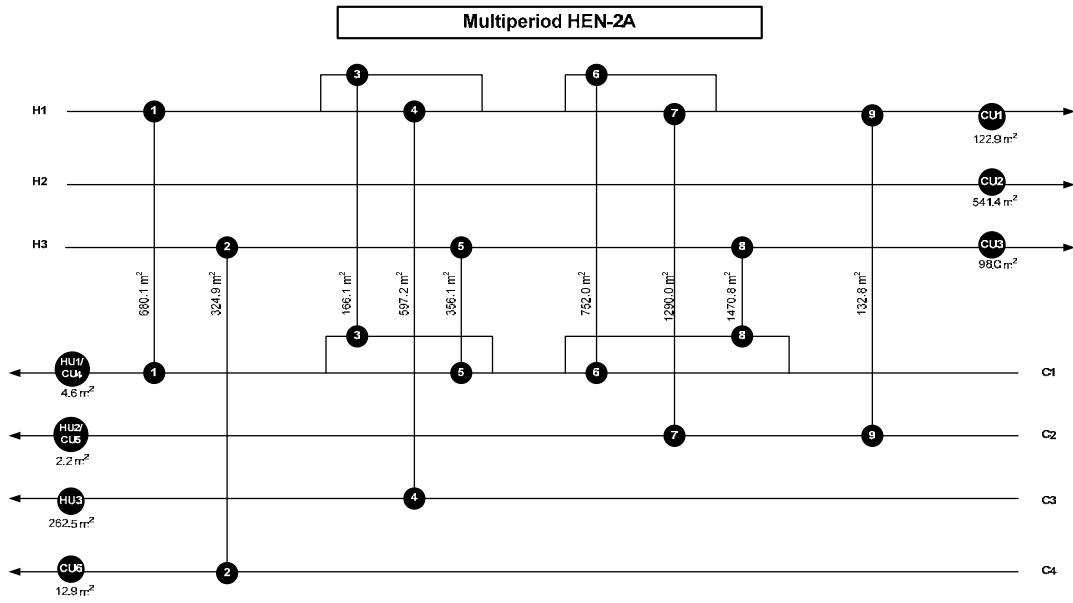 Multiperiod HEN-2A
3
6
H1
1
4
7
9
CU1
122.9 m²
H2
CU2
541.4 m²
H3
2
5
8
CU3
98.0 m²
680.1 m²
324.9 m²
166.1 m²
597.2 m²
356.1 m²
752.0 m²
1290.0 m²
1470.8 m²
132.8 m²
3
8
HU1/
CU4
4.6 m²
1
5
6
C1
HU2/
CU5
2.2 m²
7
9
C2
HU3
262.5 m²
4
C3
CU6
12.9 m²
2
C4